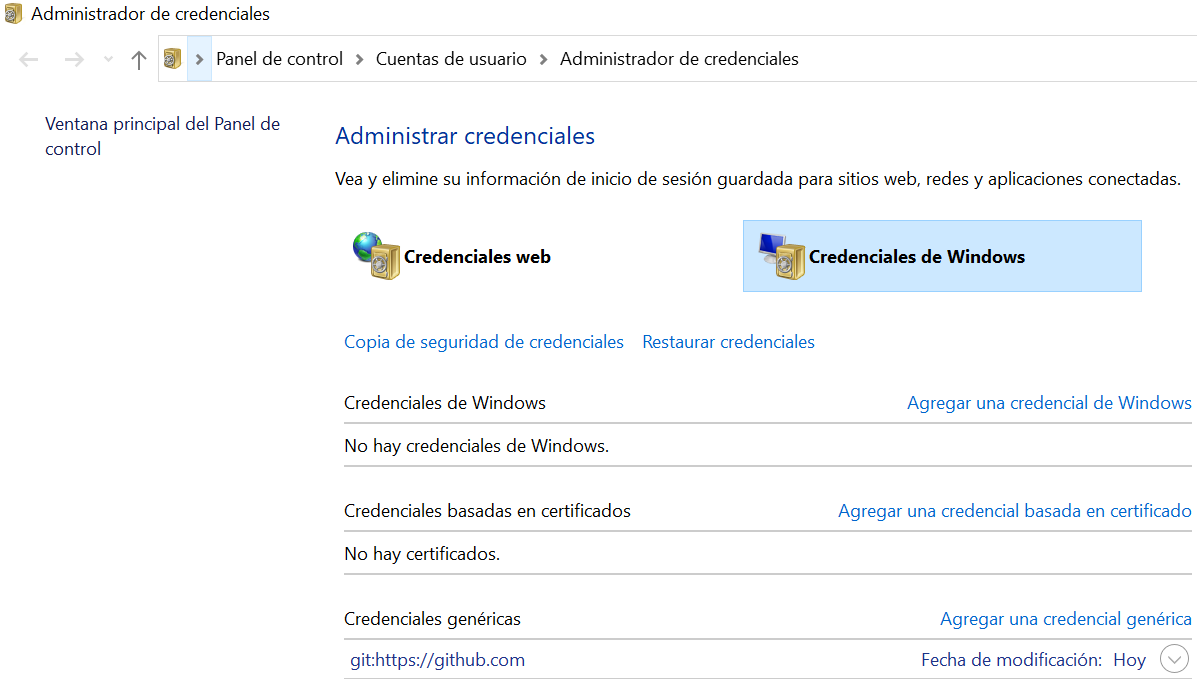 Administrador de credenciales
Panel de control > Cuentas de usuario > Administrador de credenciales
Ventana principal del Panel de
control
Administrar credenciales
Vea y elimine su información de inicio de sesión guardada para sitios web, redes y aplicaciones conectadas.
Credenciales web
Credenciales de Windows
Copia de seguridad de credenciales Restaurar credenciales
Credenciales de Windows Agregar una credencial de Windows
No hay credenciales de Windows.
Credenciales basadas en certificados Agregar una credencial basada en certificado
No hay certificados.
Credenciales genéricas Agregar una credencial genérica
git:https://github.com Fecha de modificación: Hoy